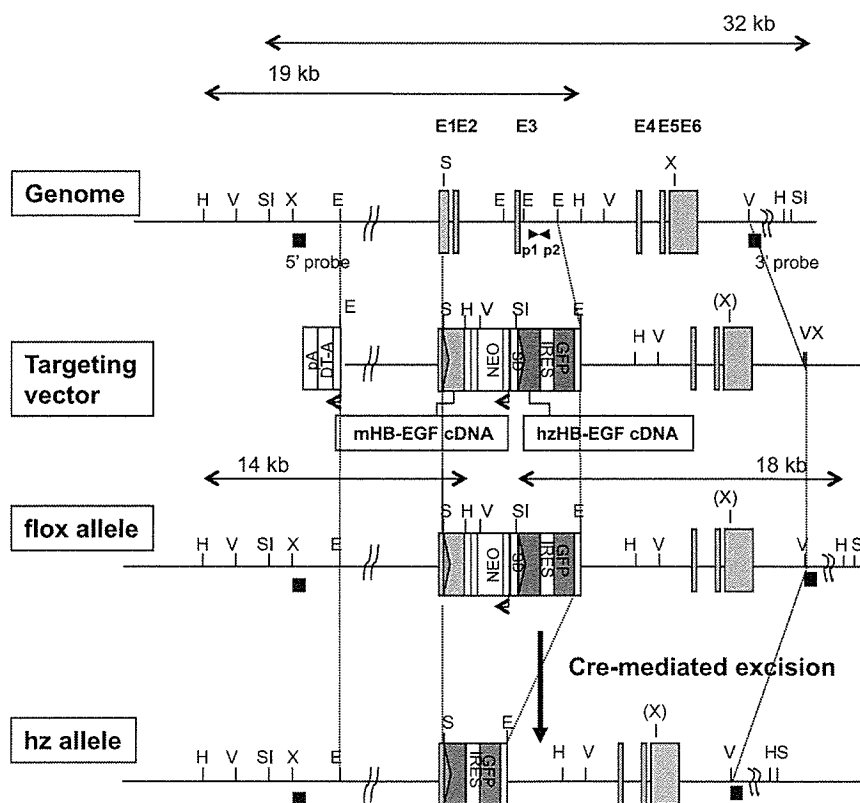 32 kb
19 kb
E1E2 E3 E4 E5E6
S X
Genome
H V SI X E E E E H V V H SI
p1 p2
5' probe 3' probe
E S H V SI E (X) VX
H V
Targeting vector
pA DT-A NEO SD IRES GFP
mHB-EGF cDNA hzHB-EGF cDNA
14 kb 18 kb
flox allele
S H V SI E (X)
H V SI X E H V V H S
NEO SD IRES GFP
Cre-mediated excision
hz allele
S E (X)
H V SI X E H V V HS
IRES GFP